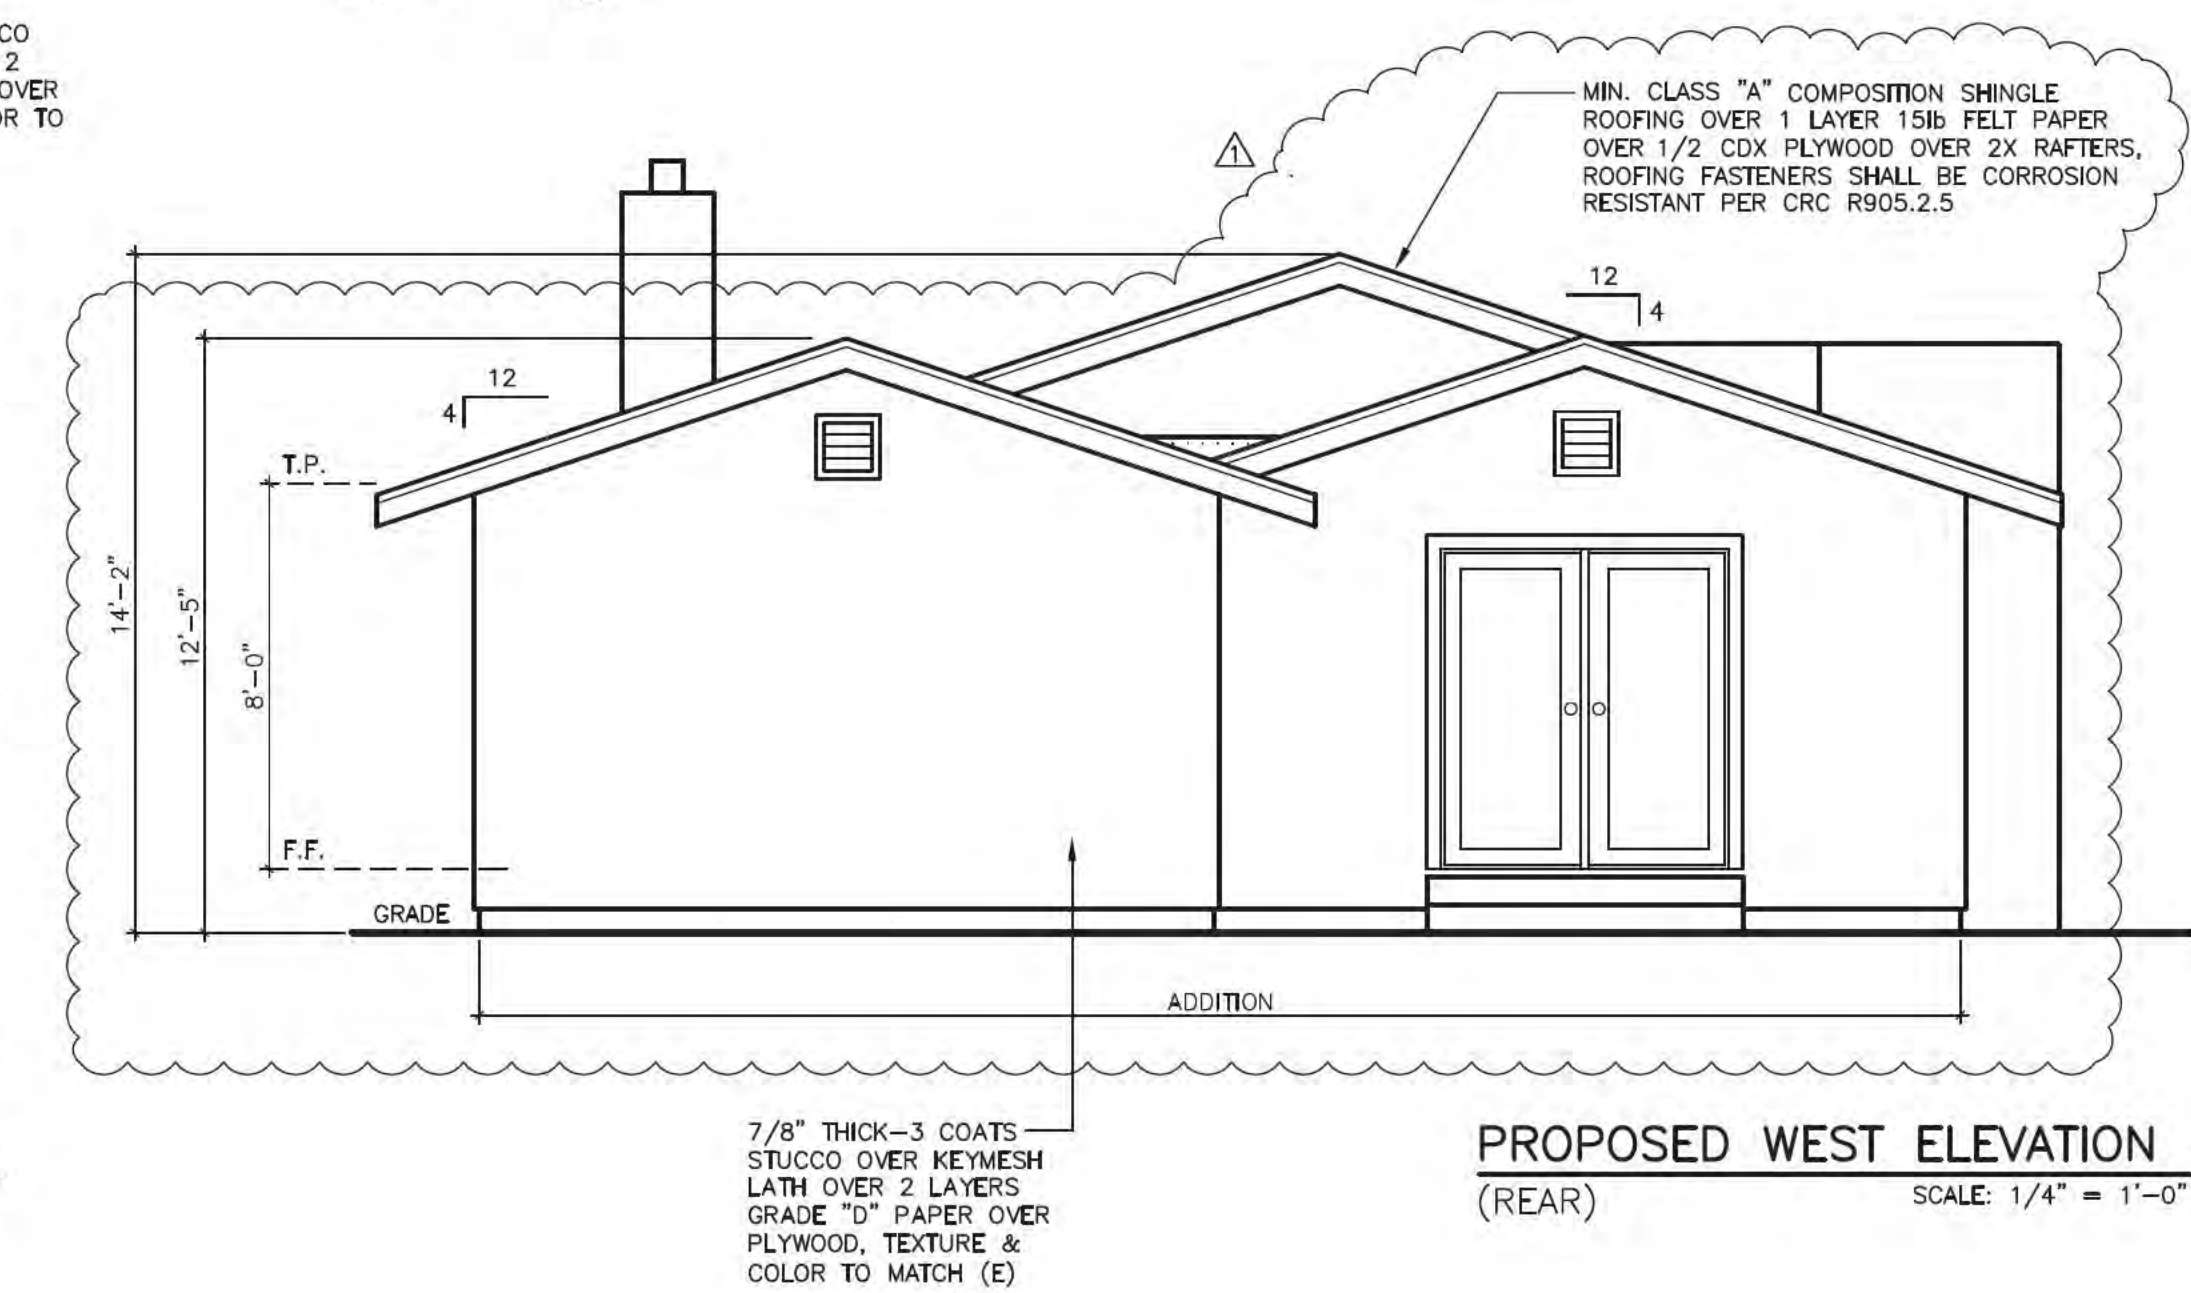 CO
2
OVER
OR TO
MIN. CLASS "A" COMPOSITION SHINGLE
ROOFING OVER 1 LAYER 15lb FELT PAPER
OVER 1/2 CDX PLYWOOD OVER 2X RAFTERS,
ROOFING FASTENERS SHALL BE CORROSION
RESISTANT PER CRC R905.2.5
1
12
4
12
4
T.P.
14'-2"
12'-5"
8'-0"
F.F.
GRADE
ADDITION
7/8" THICK-3 COATS
STUCCO OVER KEYMESH
LATH OVER 2 LAYERS
GRADE "D" PAPER OVER
PLYWOOD, TEXTURE &
COLOR TO MATCH (E)
PROPOSED WEST ELEVATION
(REAR)
SCALE: 1/4" = 1'-0"